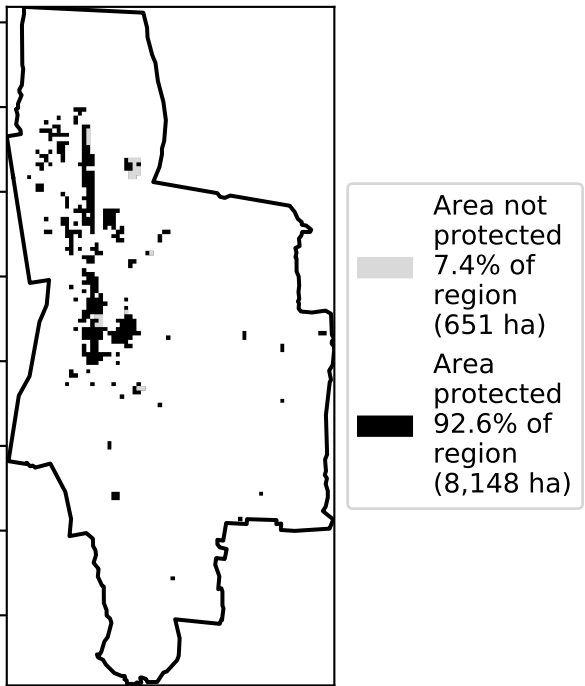 Area not
protected
7.4% of
region
(651 ha)
Area
protected
92.6% of
region
(8,148 ha)